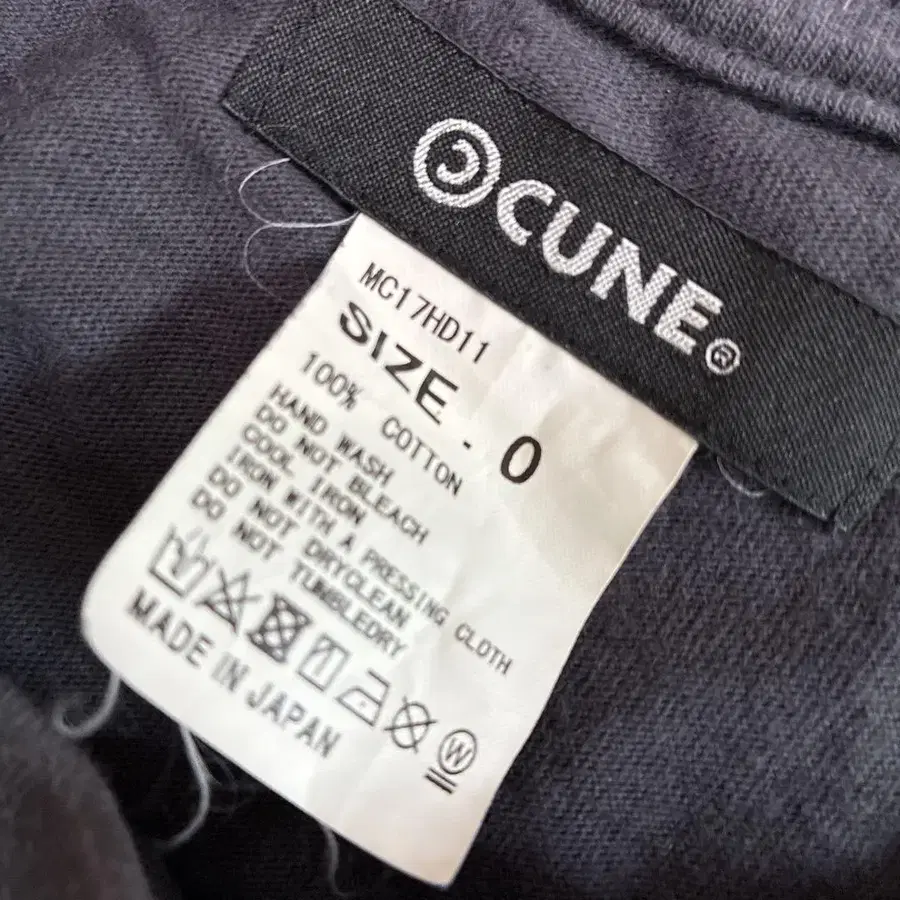 CUNE®
MC17HD11
SIZE - 0
100% COTTON
HAND WASH
DO NOT BLEACH
COOL IRON
IRON WITH A PRESSING CLOTH
DO NOT DRYCLEAN
DO NOT TUMBLEDRY
W
MADE IN JAPAN